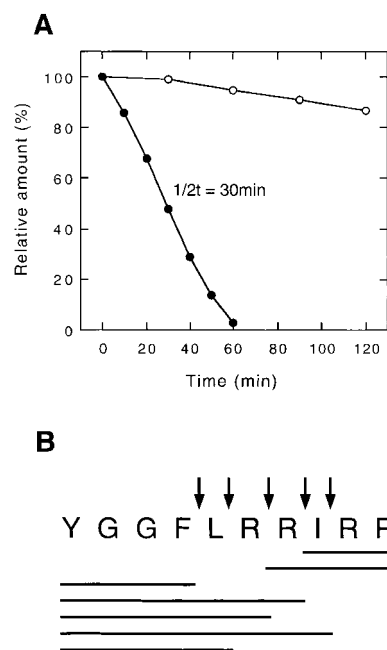 A
Relative amount (%)
100
80
60
40
20
0
1/2t = 30min
0 20 40 60 80 100 120
Time (min)
B
Y G G F L R R I R P